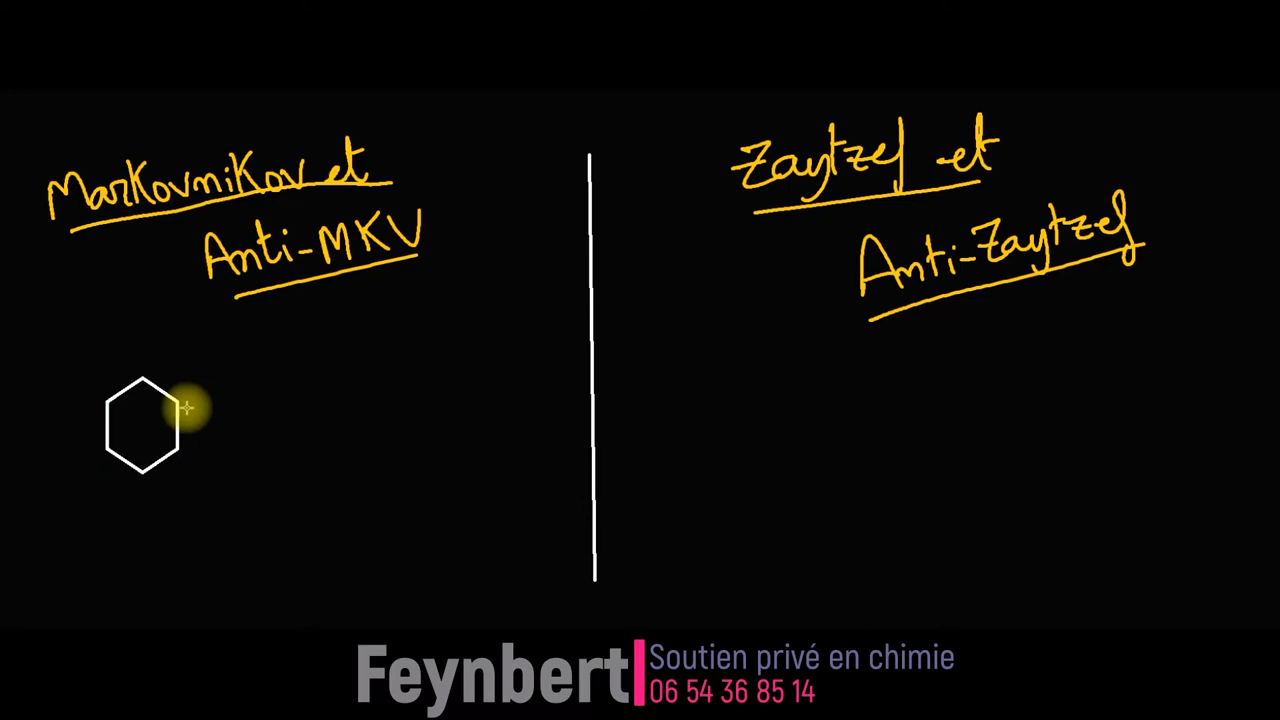 Markovnikov et
Anti-MKV
Zaytzef et
Anti-Zaytzef
Feynbert
Soutien privé en chimie
06 54 36 85 14